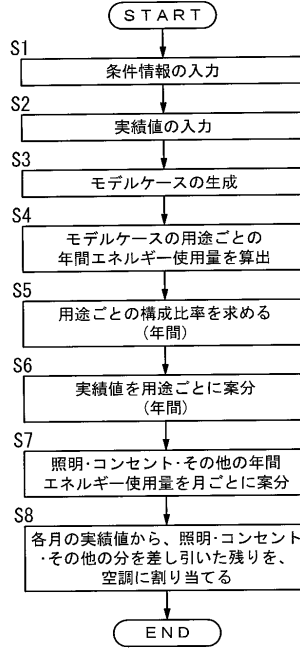 START
S1
条件情報の入力
S2
実績値の入力
S3
モデルケースの生成
S4
モデルケースの用途ごとの
年間エネルギー使用量を算出
S5
用途ごとの構成比率を求める
(年間)
S6
実績値を用途ごとに案分
(年間)
S7
照明・コンセント・その他の年間
エネルギー使用量を月ごとに案分
S8
各月の実績値から、照明・コンセント
・その他の分を差し引いた残りを、
空調に割り当てる
END